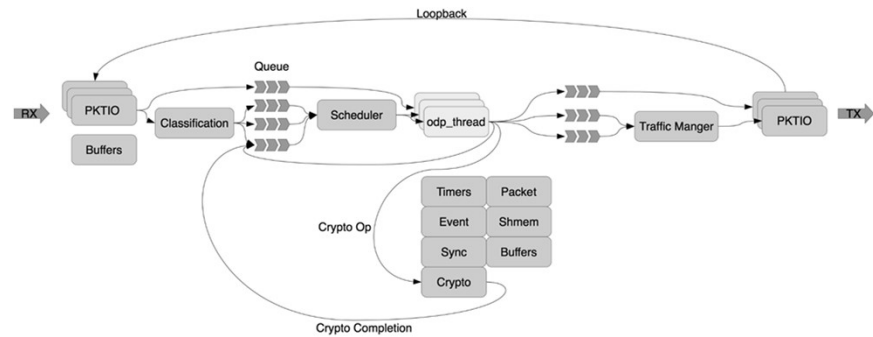 Loopback
Queue
RX
PKTIO
Classification
Scheduler
odp_thread
Traffic Manger
PKTIO
TX
Buffers
Timers
Packet
Event
Shmem
Crypto Op
Sync
Buffers
Crypto
Crypto Completion